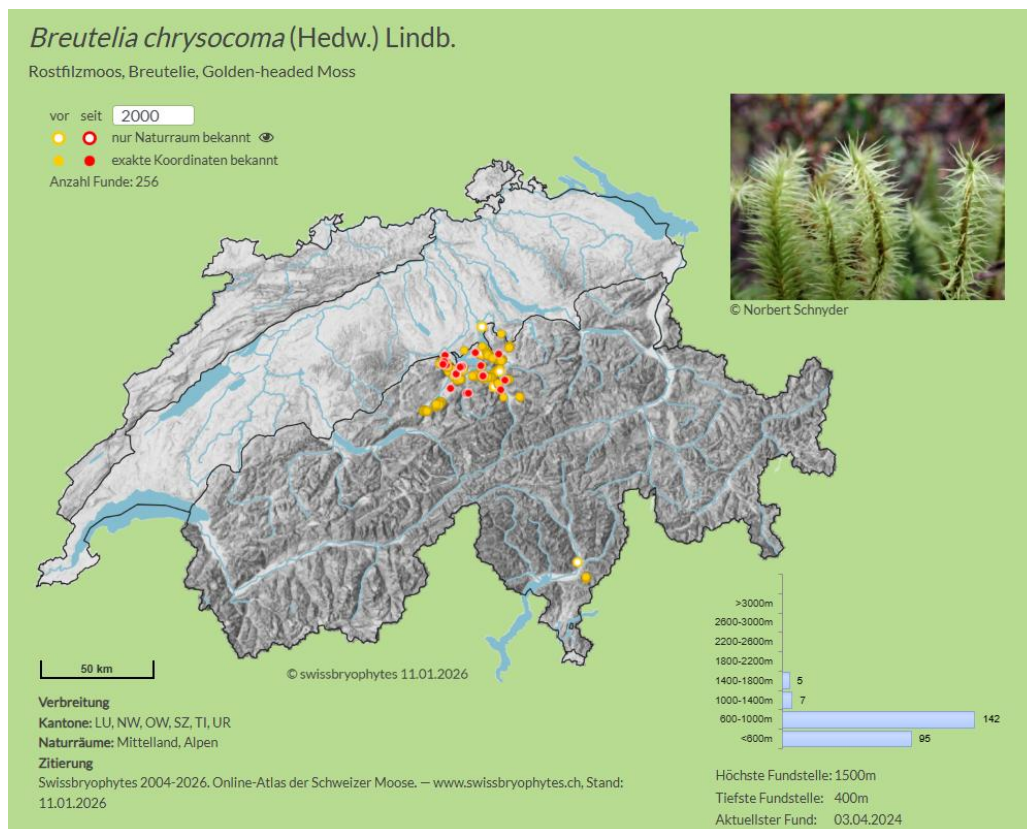 Breutelia chrysocoma (Hedw.) Lindb.
Rostfilzmoos, Breutelie, Golden-headed Moss
vor seit 2000
nur Naturraum bekannt
exakte Koordinaten bekannt
Anzahl Funde: 256
© Norbert Schnyder
50 km
© swissbryophytes 11.01.2026
>3000m
2600-3000m
2200-2600m
1800-2200m
1400-1800m 5
1000-1400m 7
600-1000m 142
<600m 95
Verbreitung
Kantone: LU, NW, OW, SZ, TI, UR
Naturräume: Mittelland, Alpen
Zitierung
Swissbryophytes 2004-2026. Online-Atlas der Schweizer Moose. — www.swissbryophytes.ch, Stand:
11.01.2026
Höchste Fundstelle: 1500m
Tiefste Fundstelle: 400m
Aktuellster Fund: 03.04.2024